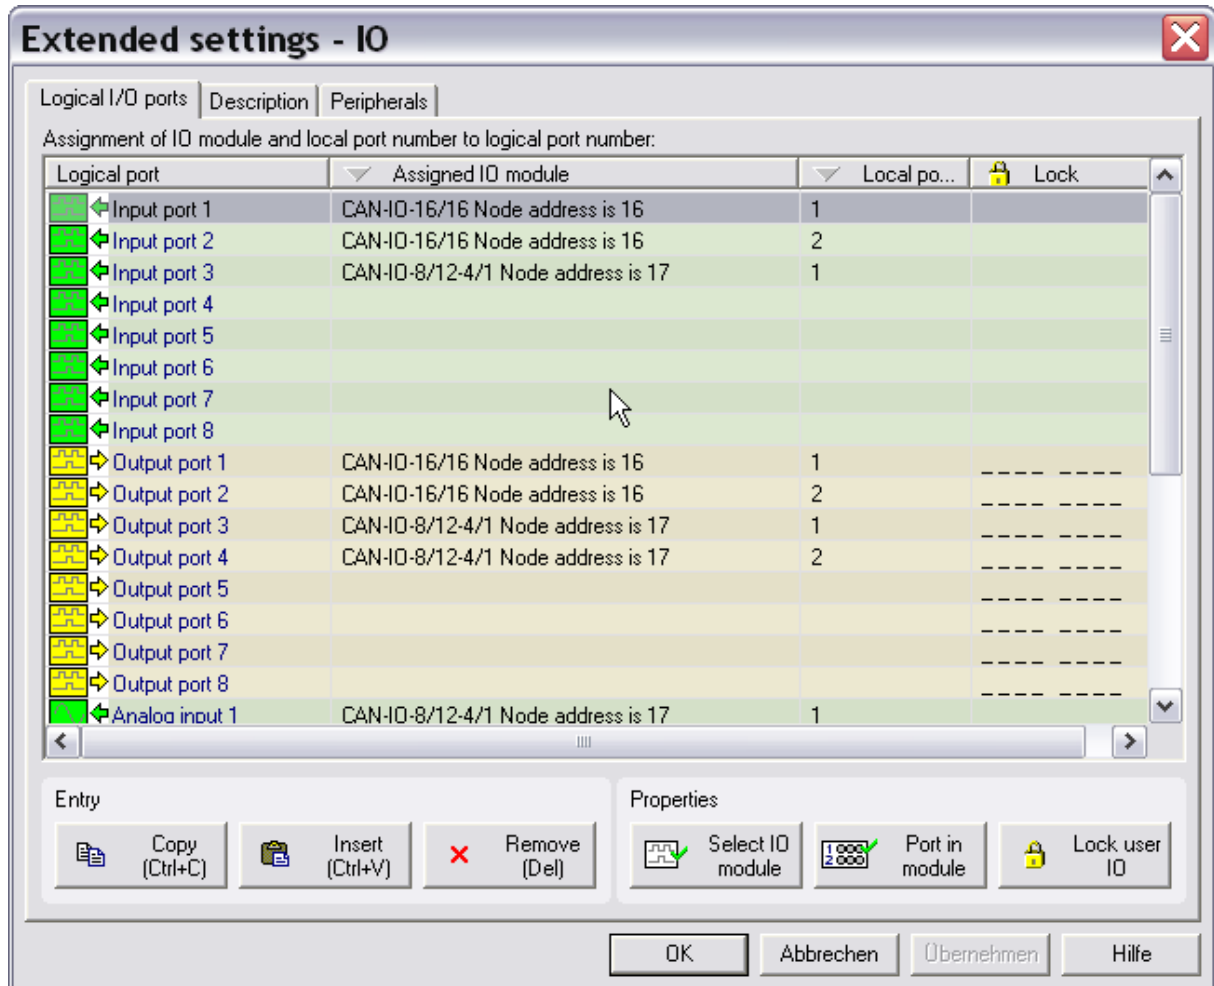 Extended settings - IO
Logical I/O ports Description Peripherals
Assignment of IO module and local port number to logical port number:
Logical port Assigned IO module Local po... Lock
Input port 1 CAN-IO-16/16 Node address is 16 1
Input port 2 CAN-IO-16/16 Node address is 16 2
Input port 3 CAN-IO-8/12-4/1 Node address is 17 1
Input port 4
Input port 5
Input port 6
Input port 7
Input port 8
Output port 1 CAN-IO-16/16 Node address is 16 1 _ _ _ _ _ _ _ _
Output port 2 CAN-IO-16/16 Node address is 16 2 _ _ _ _ _ _ _ _
Output port 3 CAN-IO-8/12-4/1 Node address is 17 1 _ _ _ _ _ _ _ _
Output port 4 CAN-IO-8/12-4/1 Node address is 17 2 _ _ _ _ _ _ _ _
Output port 5 _ _ _ _ _ _ _ _
Output port 6 _ _ _ _ _ _ _ _
Output port 7 _ _ _ _ _ _ _ _
Output port 8 _ _ _ _ _ _ _ _
Analog input 1 CAN-IO-8/12-4/1 Node address is 17 1
Entry Properties
Copy Insert Remove Select IO Port in Lock user
(Ctrl+C) (Ctrl+V) (Del) module module IO
OK Abbrechen Übernehmen Hilfe